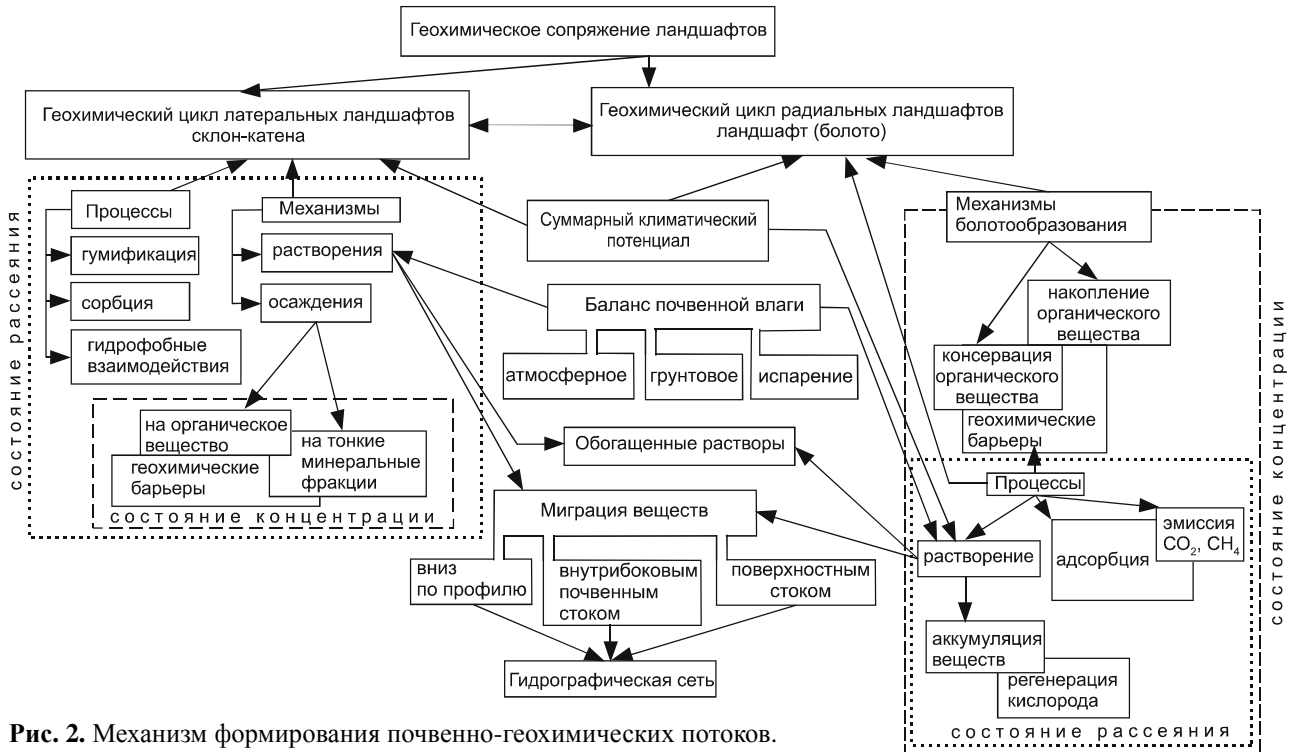 Геохимическое сопряжение ландшафтов
Геохимический цикл латеральных ландшафтов
склон-катена
Геохимический цикл радиальных ландшафтов
ландшафт (болото)
состояние рассеяния
Процессы
гумификация
сорбция
гидрофобные
взаимодействия
Механизмы
растворения
осаждения
на органическое
вещество
геохимические
барьеры
на тонкие
минеральные
фракции
состояние концентрации
Суммарный климатический
потенциал
Баланс почвенной влаги
атмосферное
грунтовое
испарение
Обогащенные растворы
Миграция веществ
вниз
по профилю
внутрибоковым
почвенным
стоком
поверхностным
стоком
Гидрографическая сеть
Механизмы
болотообразования
накопление
органического
вещества
консервация
органического
вещества
геохимические
барьеры
Процессы
растворение
адсорбция
эмиссия
CO₂, CH₄
аккумуляция
веществ
регенерация
кислорода
состояние рассеяния
состояние концентрации
Рис. 2. Механизм формирования почвенно-геохимических потоков.